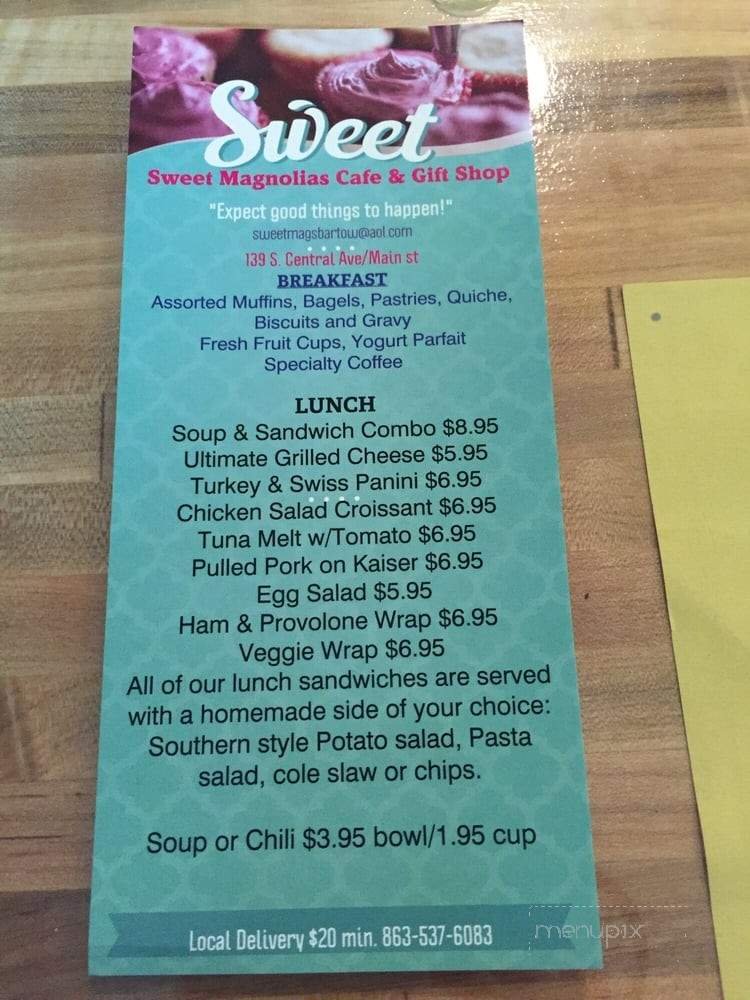 Sweet
Sweet Magnolias Cafe & Gift Shop
"Expect good things to happen!"
sweetmagsbartow@aol.com
139 S. Central Ave/Main st
BREAKFAST
Assorted Muffins, Bagels, Pastries, Quiche,
Biscuits and Gravy
Fresh Fruit Cups, Yogurt Parfait
Specialty Coffee
LUNCH
Soup & Sandwich Combo $8.95
Ultimate Grilled Cheese $5.95
Turkey & Swiss Panini $6.95
Chicken Salad Croissant $6.95
Tuna Melt w/Tomato $6.95
Pulled Pork on Kaiser $6.95
Egg Salad $5.95
Ham & Provolone Wrap $6.95
Veggie Wrap $6.95
All of our lunch sandwiches are served
with a homemade side of your choice:
Southern style Potato salad, Pasta
salad, cole slaw or chips.
Soup or Chili $3.95 bowl/1.95 cup
Local Delivery $20 min. 863-537-6083
menupix